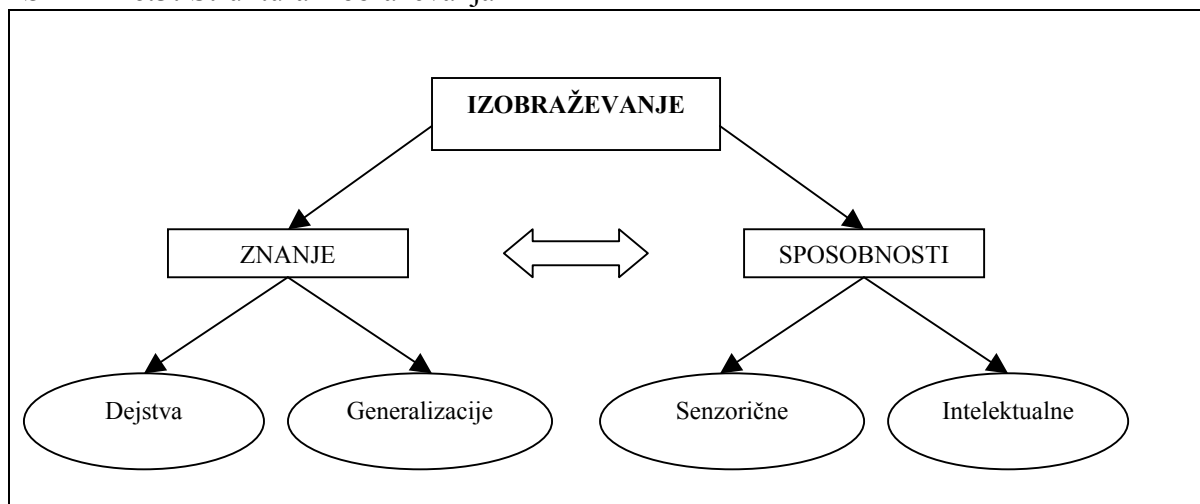 IZOBRAŽEVANJE
ZNANJE
SPOSOBNOSTI
Dejstva
Generalizacije
Senzorične
Intelektualne